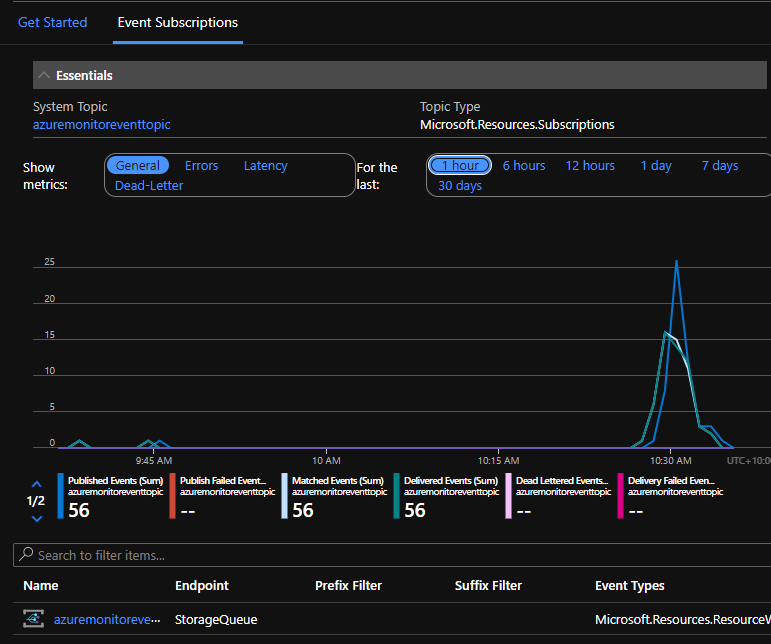 Get Started
Event Subscriptions
Essentials
System Topic
Topic Type
azuremonitoreventtopic
Microsoft.Resources.Subscriptions
Show metrics:
General
Errors
Latency
Dead-Letter
For the last:
1 hour
6 hours
12 hours
1 day
7 days
30 days
25
20
15
10
5
0
9:45 AM
10 AM
10:15 AM
10:30 AM
UTC+10:00
1/2
Published Events (Sum)
azuremonitoreventtopic
56
Publish Failed Event...
azuremonitoreventtopic
--
Matched Events (Sum)
azuremonitoreventtopic
56
Delivered Events (Sum)
azuremonitoreventtopic
56
Dead Lettered Events...
azuremonitoreventtopic
--
Delivery Failed Even...
azuremonitoreventtopic
--
Search to filter items...
Name
Endpoint
Prefix Filter
Suffix Filter
Event Types
azuremonitoreve...
StorageQueue
Microsoft.Resources.ResourceW